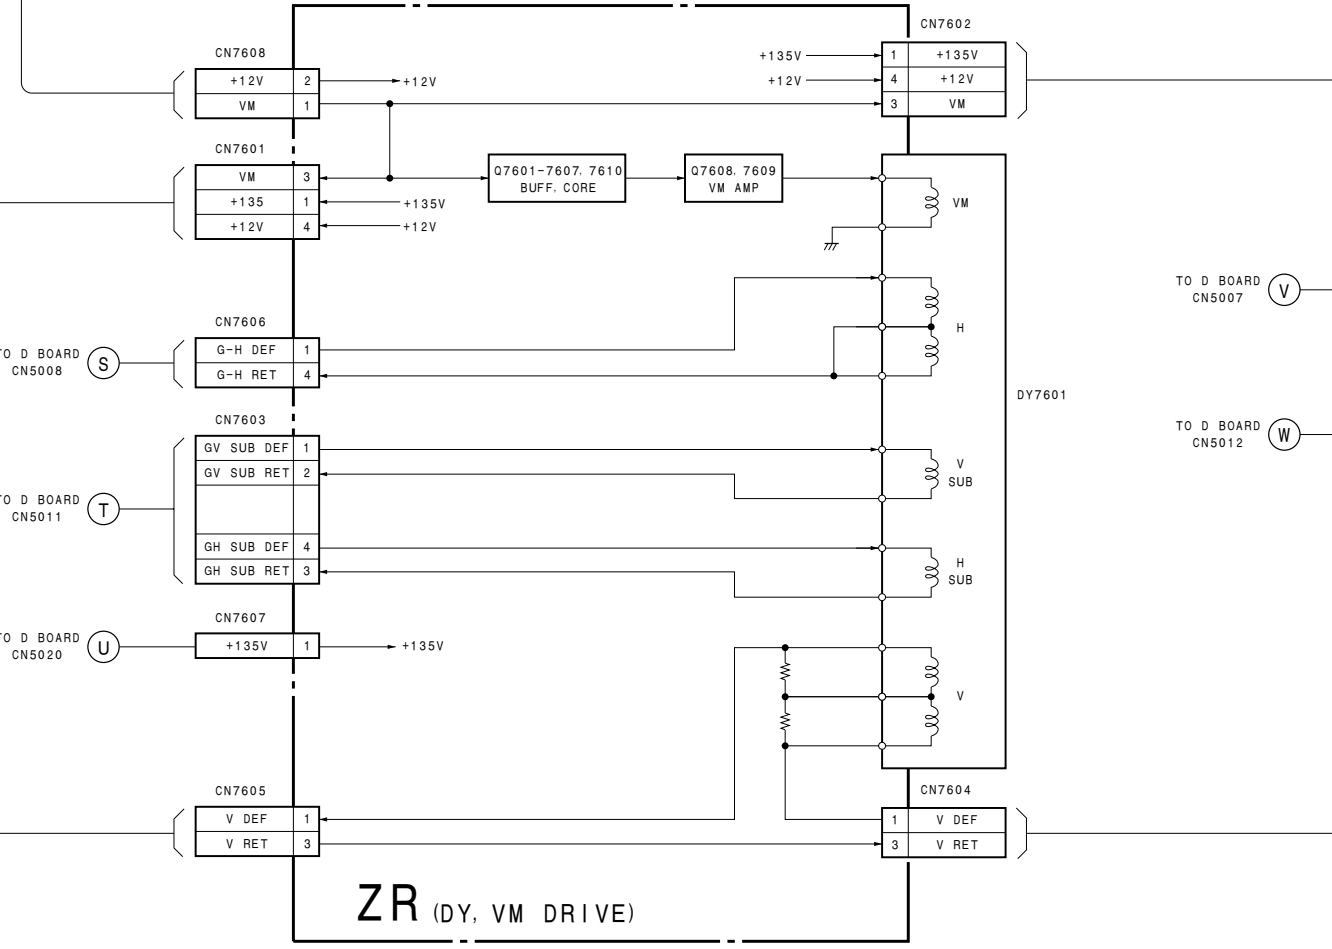 CN7608
+12V 2
VM 1
+12V
CN7602
+135V
+12V
1 +135V
4 +12V
3 VM
CN7601
VM 3
+135 1
+12V 4
+135V
+12V
Q7601-7607, 7610
BUFF, CORE
Q7608, 7609
VM AMP
VM
H
V
SUB
H
SUB
V
DY7601
TO D BOARD
CN5007
V
TO D BOARD
CN5012
W
CN7606
G-H DEF 1
G-H RET 4
TO D BOARD
CN5008
S
CN7603
GV SUB DEF 1
GV SUB RET 2
GH SUB DEF 4
GH SUB RET 3
TO D BOARD
CN5011
T
CN7607
+135V 1
+135V
TO D BOARD
CN5020
U
CN7605
V DEF 1
V RET 3
CN7604
1 V DEF
3 V RET
ZR (DY, VM DRIVE)